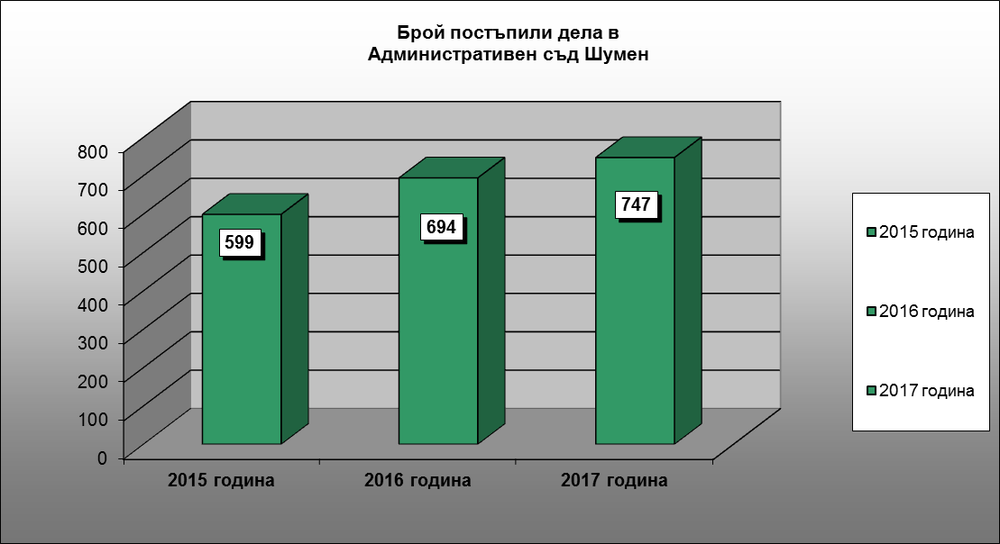 Брой постъпили дела в
Административен съд Шумен
800
700
600
500
400
300
200
100
0
599
694
747
2015 година
2016 година
2017 година
2015 година
2016 година
2017 година